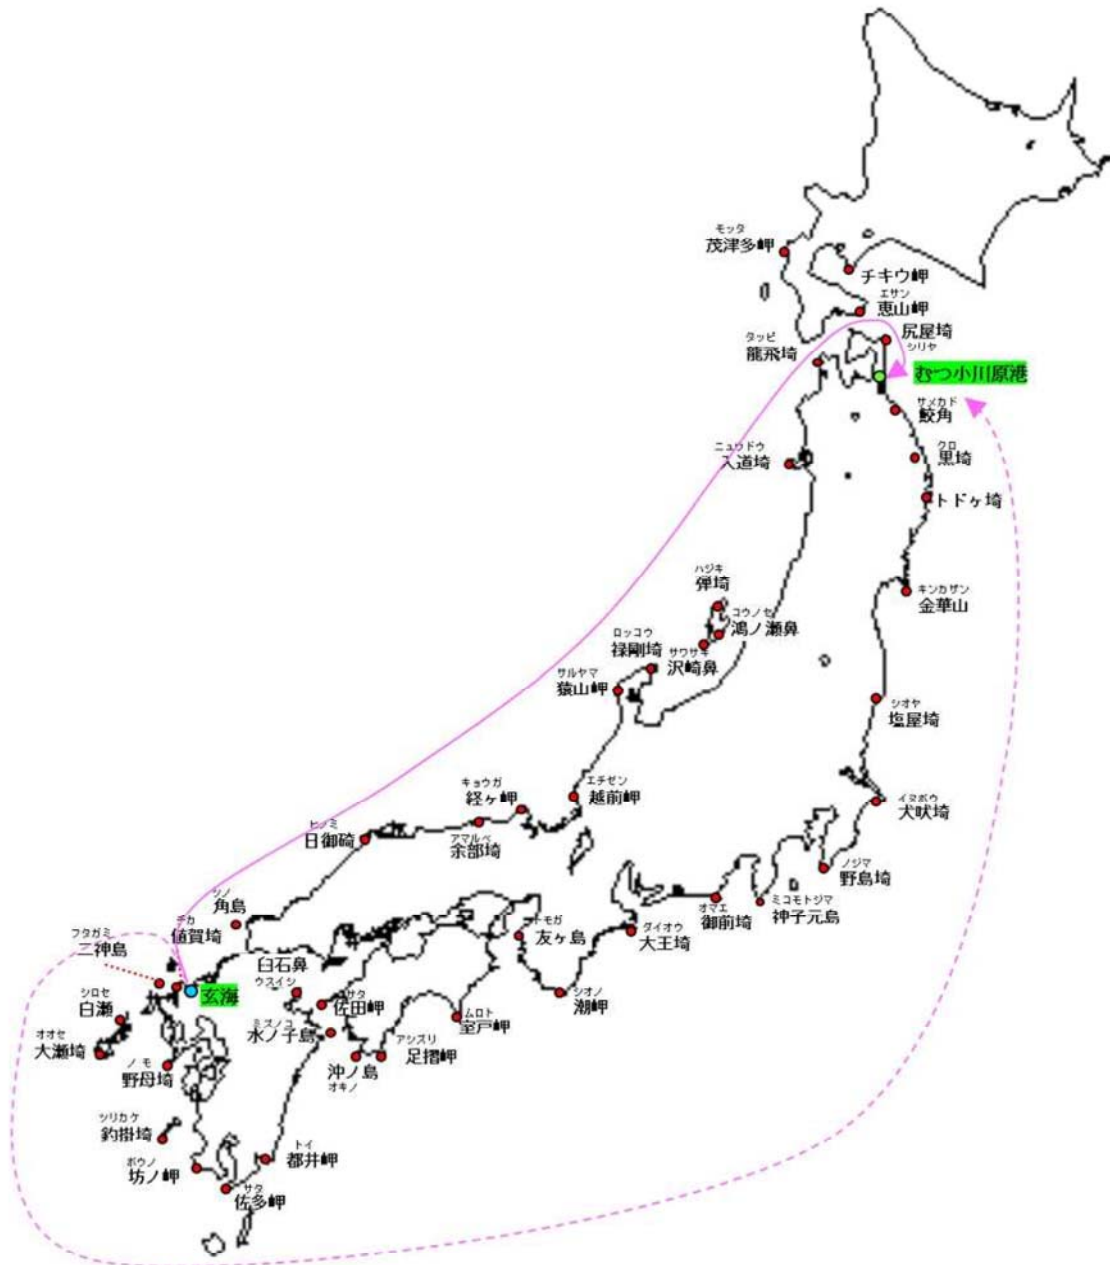 モッタ
茂津多岬
チキウ岬
エサン
恵山岬
尻屋埼
シリヤ
タッピ
龍飛埼
むつ小川原港
サメカド
鮫角
ニュウドウ
入道埼
クロ
黒埼
トドヶ埼
ハジキ
弾埼
キンカザン
金華山
コウノセ
鴻ノ瀬鼻
ロッコウ
禄剛埼
サワサキ
沢崎鼻
サルヤマ
猿山岬
シオヤ
塩屋埼
キョウガ
経ヶ岬
エチゼン
越前岬
イヌボウ
犬吠埼
ヒノミ
日御碕
アマルベ
余部埼
ノジマ
野島埼
ミコモトジマ
神子元島
オマエ
御前埼
ツノ
角島
トモガ
友ヶ島
ダイオウ
大王埼
チカ
値賀埼
フタガミ
二神島
臼石鼻
ウスイシ
玄海
サタ
佐田岬
シオノ
潮岬
シロセ
白瀬
ムロト
室戸岬
ミズノコ
水ノ子島
オオセ
大瀬埼
ノモ
野母埼
アシズリ
足摺岬
沖ノ島
オキノ
ツリカケ
釣掛埼
トイ
都井岬
ボウノ
坊ノ岬
サタ
佐多岬